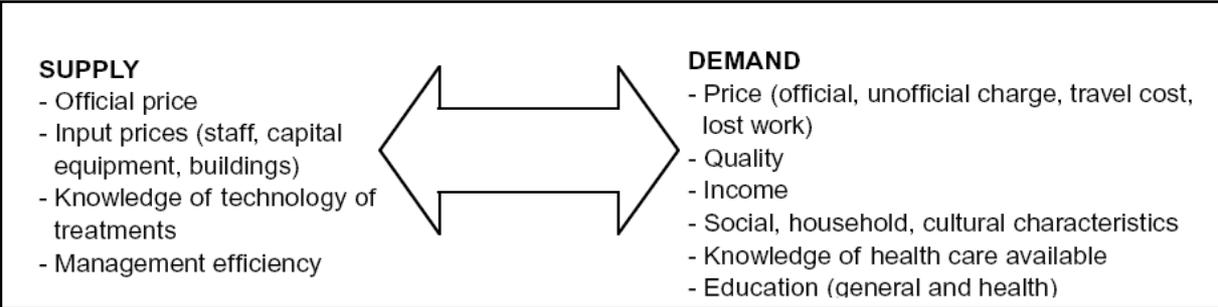 SUPPLY
- Official price
- Input prices (staff, capital
equipment, buildings)
- Knowledge of technology of
treatments
- Management efficiency
DEMAND
- Price (official, unofficial charge, travel cost,
lost work)
- Quality
- Income
- Social, household, cultural characteristics
- Knowledge of health care available
- Education (general and health)